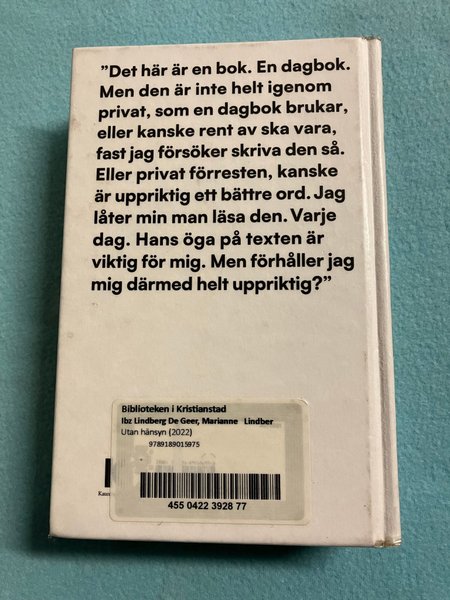 ”Det här är en bok. En dagbok.
Men den är inte helt igenom
privat, som en dagbok brukar,
eller kanske rent av ska vara,
fast jag försöker skriva den så.
Eller privat förresten, kanske
är uppriktig ett bättre ord. Jag
låter min man läsa den. Varje
dag. Hans öga på texten är
viktig för mig. Men förhåller jag
mig därmed helt uppriktig?”
Biblioteken i Kristianstad
Ibz Lindberg De Geer, Marianne Lindber
Utan hänsyn (2022)
9789189015975
455 0422 3928 77